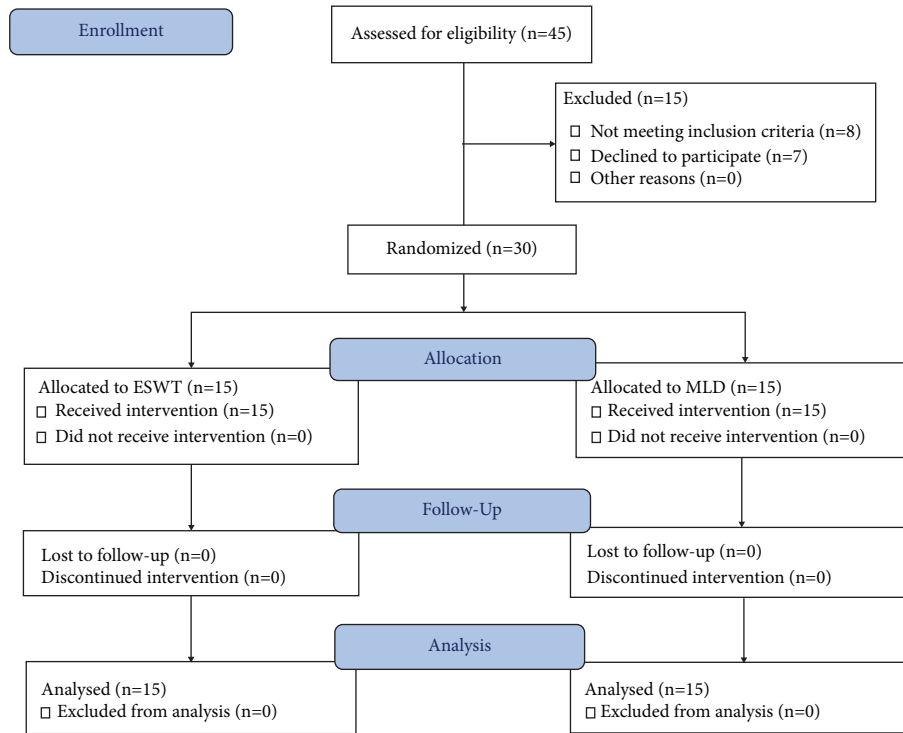 Enrollment
Assessed for eligibility (n=45)
Excluded (n=15)
□ Not meeting inclusion criteria (n=8)
□ Declined to participate (n=7)
□ Other reasons (n=0)
Randomized (n=30)
Allocation
Allocated to ESWT (n=15)
□ Received intervention (n=15)
□ Did not receive intervention (n=0)
Allocated to MLD (n=15)
□ Received intervention (n=15)
□ Did not receive intervention (n=0)
Follow-Up
Lost to follow-up (n=0)
Discontinued intervention (n=0)
Lost to follow-up (n=0)
Discontinued intervention (n=0)
Analysis
Analysed (n=15)
□ Excluded from analysis (n=0)
Analysed (n=15)
□ Excluded from analysis (n=0)